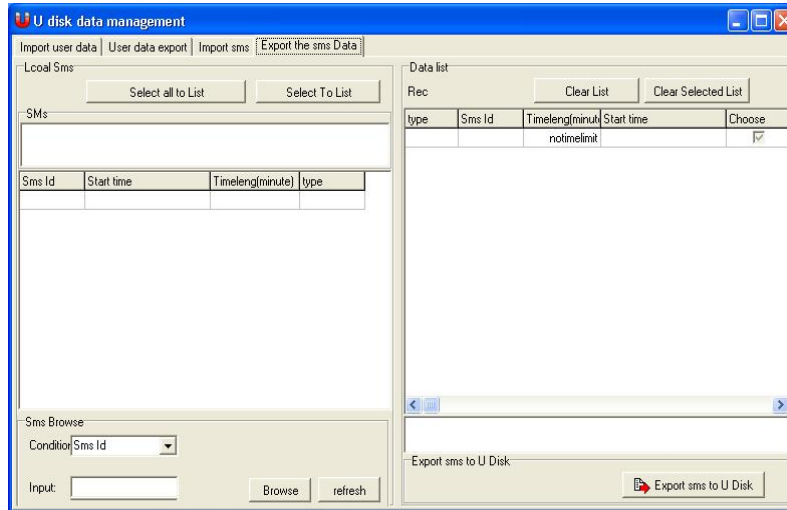 U disk data management
Import user data User data export Import sms Export the sms Data
Lcoal Sms
Select all to List Select To List
SMs
Sms Id Start time Timeleng(minute) type
Sms Browse
Condition Sms Id
Input:
Browse refresh
Data list
Rec Clear List Clear Selected List
type Sms Id Timeleng(minut Start time Choose
notimelimit
Export sms to U Disk
Export sms to U Disk